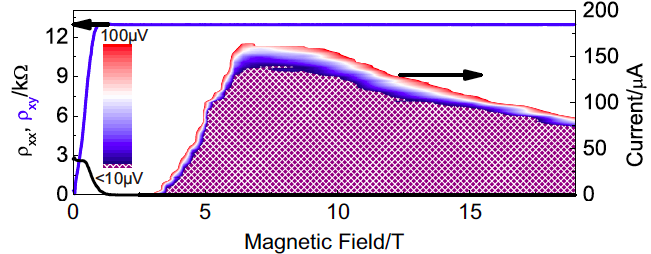 ρxx, ρxy/kΩ
12
9
6
3
0
100μV
<10μV
200
150
100
50
0
Current/μA
0 5 10 15
Magnetic Field/T